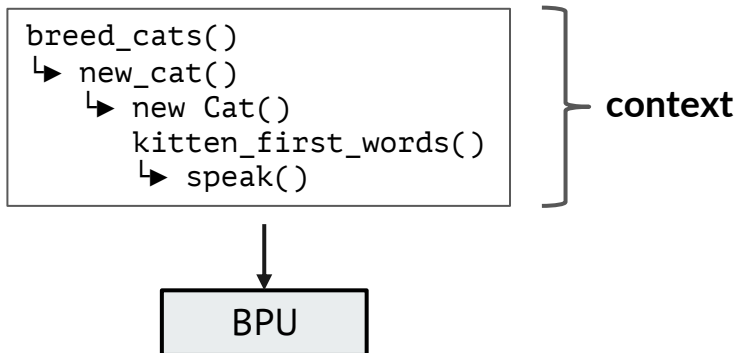 breed_cats()
↳ new_cat()
↳ new Cat()
kitten_first_words()
↳ speak()
context
BPU